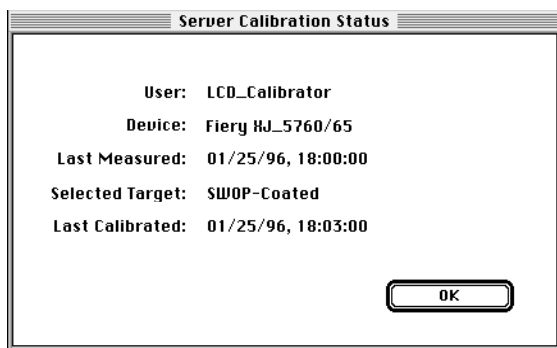 Server Calibration Status
User: LCD_Calibrator
Device: Fiery XJ_5760/65
Last Measured: 01/25/96, 18:00:00
Selected Target: SWOP-Coated
Last Calibrated: 01/25/96, 18:03:00
OK